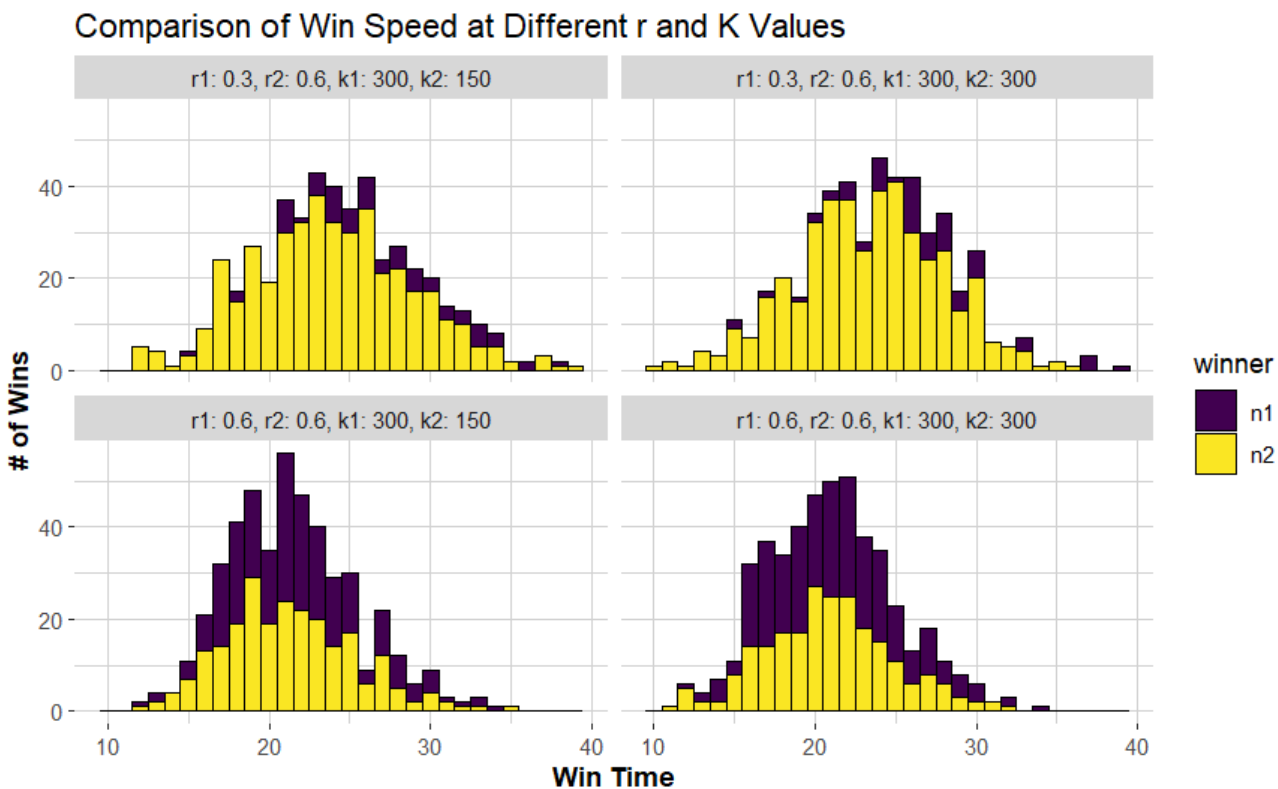 Comparison of Win Speed at Different r and K Values
r1: 0.3, r2: 0.6, k1: 300, k2: 150
r1: 0.3, r2: 0.6, k1: 300, k2: 300
40
20
0
# of Wins
winner
n1
n2
r1: 0.6, r2: 0.6, k1: 300, k2: 150
r1: 0.6, r2: 0.6, k1: 300, k2: 300
40
20
0
10 20 30 40
10 20 30 40
Win Time